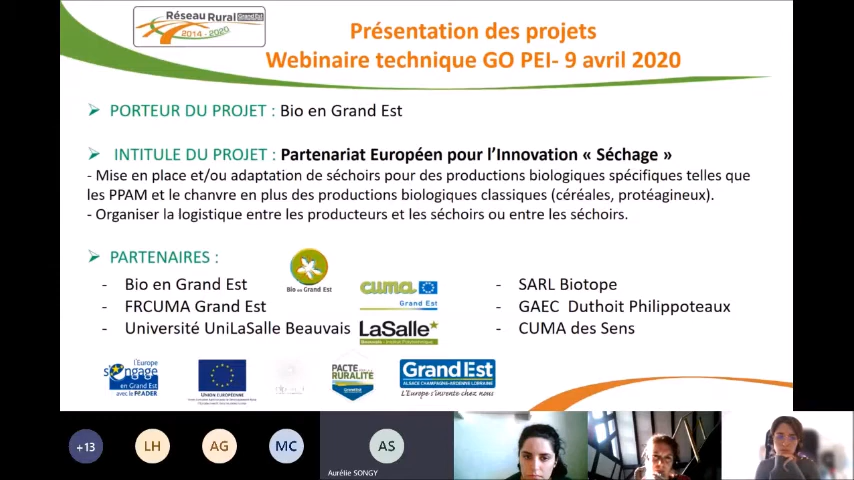 Réseau Rural GrandEst
2014 - 2020
Présentation des projets
Webinaire technique GO PEI- 9 avril 2020
PORTEUR DU PROJET : Bio en Grand Est
INTITULE DU PROJET : Partenariat Européen pour l'Innovation « Séchage »
- Mise en place et/ou adaptation de séchoirs pour des productions biologiques spécifiques telles que
les PPAM et le chanvre en plus des productions biologiques classiques (céréales, protéagineux).
- Organiser la logistique entre les producteurs et les séchoirs ou entre les séchoirs.
PARTENAIRES :
- Bio en Grand Est
- FRCUMA Grand Est
- Université UniLaSalle Beauvais
Bio en Grand Est
cuma
Grand Est
LaSalle
- SARL Biotope
- GAEC Duthoit Philippoteaux
- CUMA des Sens
l'Europe
s'engage
en Grand Est
avec le FEADER
UNION EUROPÉENNE
PACTE
RURALITÉ
GrandEst
ALSACE CHAMPAGNE-ARDENNE LORRAINE
L'Europe s'invente chez nous
+13
LH
AG
MC
AS
Aurélie SONGY